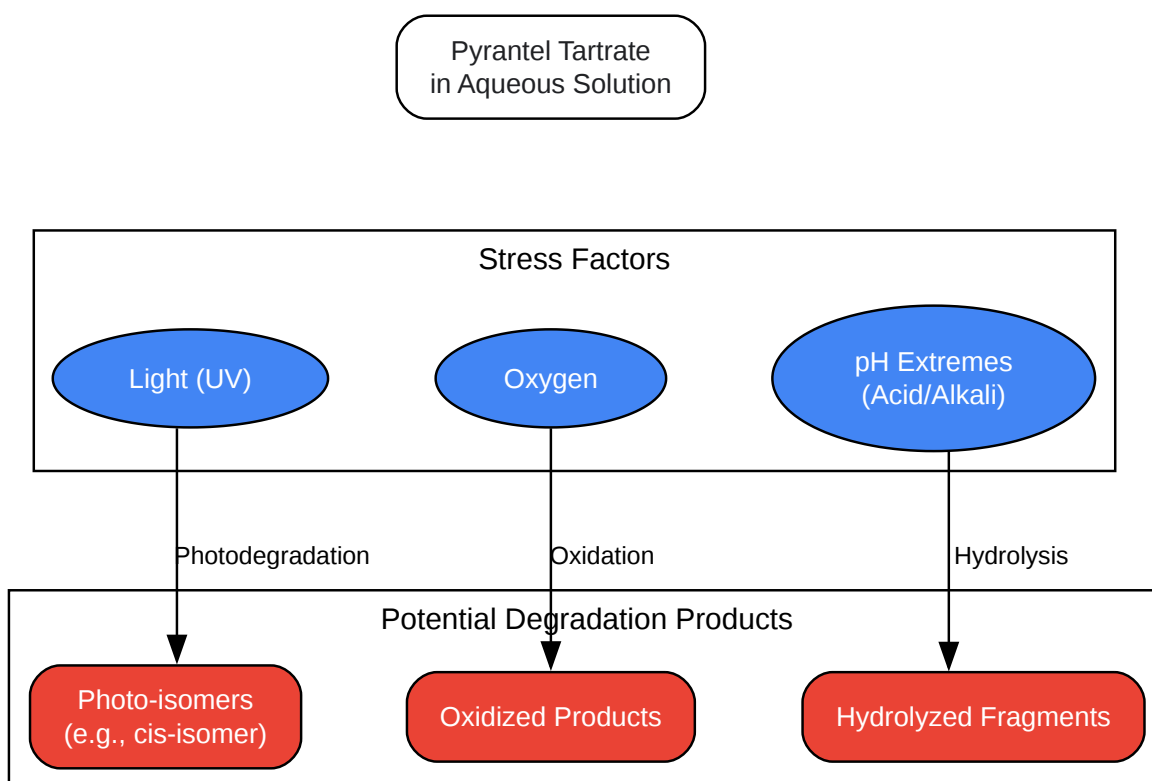 Pyrantel Tartrate
in Aqueous Solution
Stress Factors
Light (UV)
Oxygen
pH Extremes
(Acid/Alkali)
Photodegradation
Oxidation
Hydrolysis
Potential Degradation Products
Photo-isomers
(e.g., cis-isomer)
Oxidized Products
Hydrolyzed Fragments